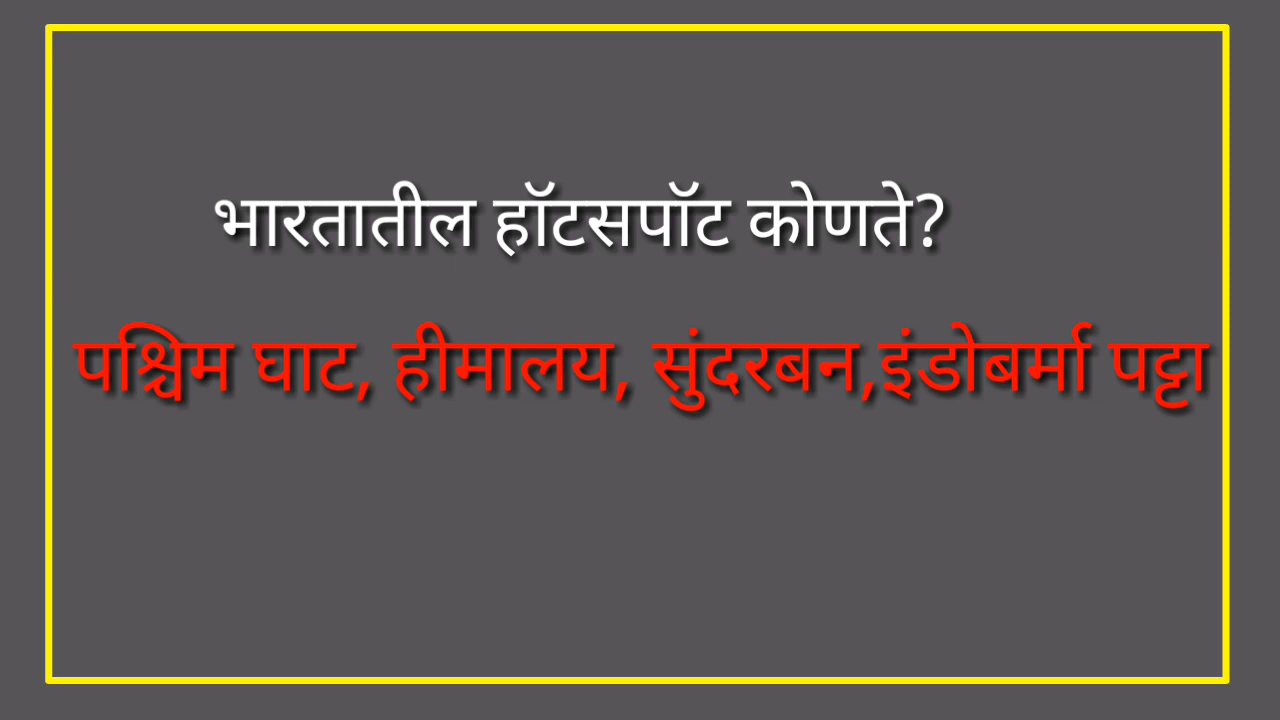 भारतातील हॉटसपॉट कोणते?
पश्चिम घाट, हीमालय, सुंदरबन,इंडोबर्मा पट्टा